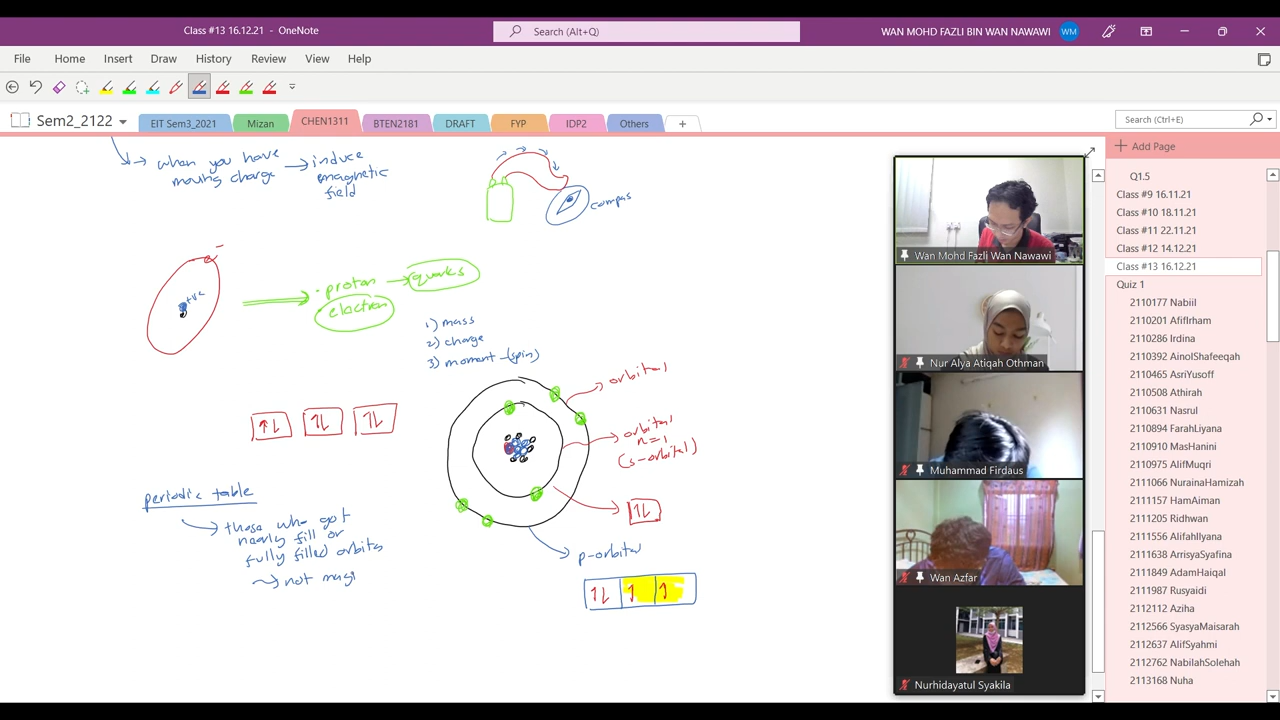 Class #13 16.12.21 - OneNote
Search (Alt+Q)
WAN MOHD FAZLI BIN WAN NAWAWI
WM
File Home Insert Draw History Review View Help
Sem2_2122
EIT Sem3_2021
Mizan
CHEN1311
BTEN2181
DRAFT
FYP
IDP2
Others
Search (Ctrl+E)
when you have
moving charge
induce
magnetic
field
compas
+ve
proton
quarks
electron
1) mass
2) charge
3) moment - (spin)
orbital
orbital
n=1
(s-orbital)
p-orbital
periodic table
those who got
nearly fill or
fully filled orbitas
not magi
Wan Mohd Fazli Wan Nawawi
Nur Alya Atiqah Othman
Muhammad Firdaus
Wan Azfar
Nurhidayatul Syakila
Add Page
Q1.5
Class #9 16.11.21
Class #10 18.11.21
Class #11 22.11.21
Class #12 14.12.21
Class #13 16.12.21
Quiz 1
2110177 Nabiil
2110201 AfifIrham
2110286 Irdina
2110392 AinolShafeeqah
2110465 AsriYusoff
2110508 Athirah
2110631 Nasrul
2110894 FarahLiyana
2110910 MasHanini
2110975 AlifMuqri
2111066 NurainaHamizah
2111157 HamAiman
2111205 Ridhwan
2111556 AlifahIlyana
2111638 ArrisyaSyafina
2111849 AdamHaiqal
2111987 Rusyaidi
2112112 Aziha
2112566 SyasyaMaisarah
2112637 AlifSyahmi
2112762 NabilahSolehah
2113168 Nuha